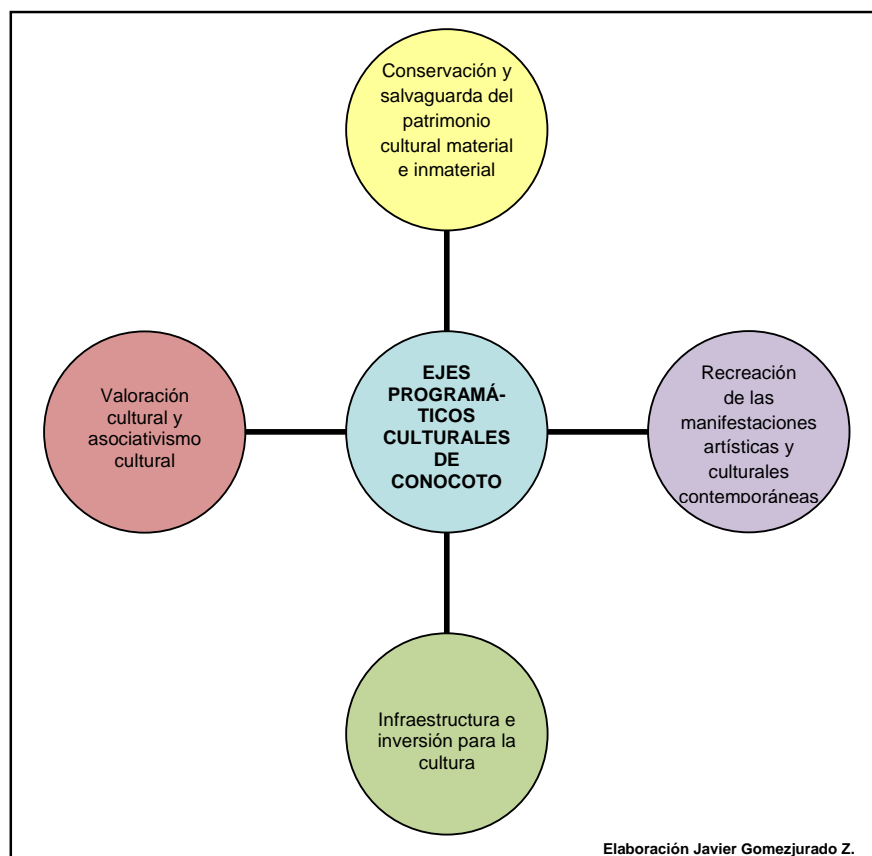 Conservación y
salvaguarda del
patrimonio
cultural material
e inmaterial
Valoración
cultural y
asociativismo
cultural
EJES
PROGRAMÁ-
TICOS
CULTURALES
DE
CONOCOTO
Recreación
de las
manifestaciones
artísticas y
culturales
contemporáneas
Infraestructura e
inversión para la
cultura
Elaboración Javier Gomezjurado Z.